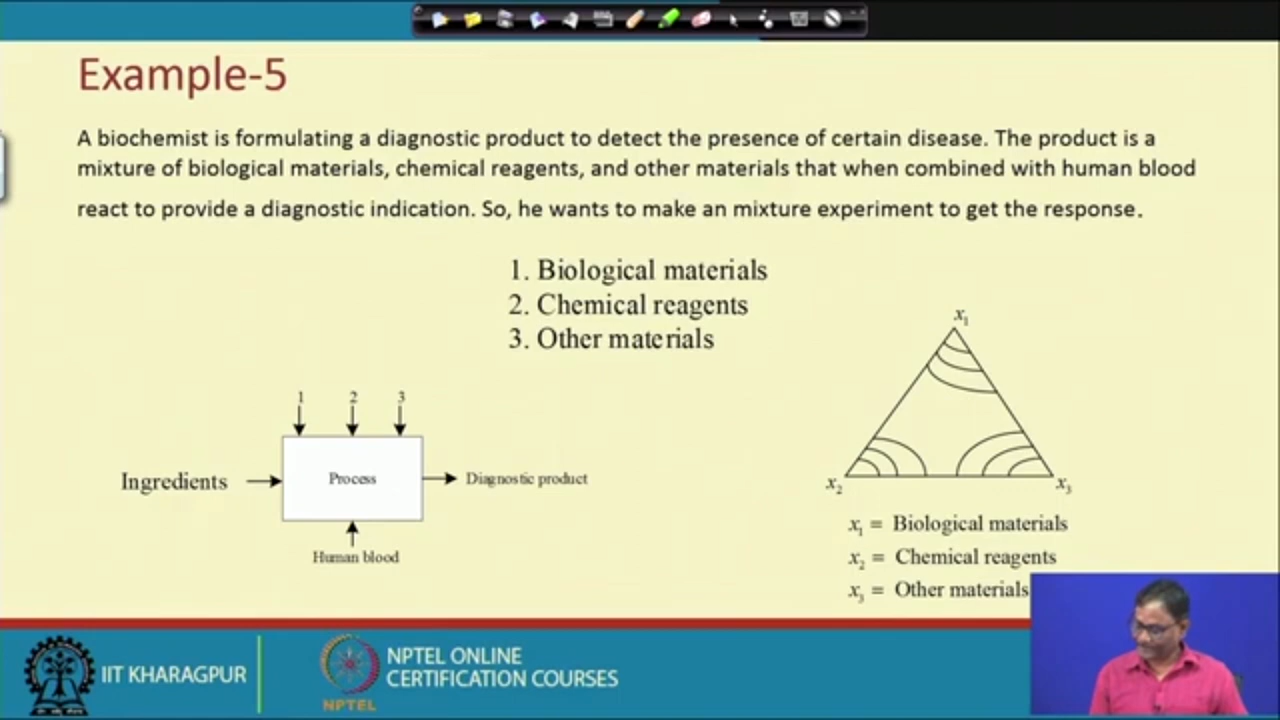 Example-5
A biochemist is formulating a diagnostic product to detect the presence of certain disease. The product is a
mixture of biological materials, chemical reagents, and other materials that when combined with human blood
react to provide a diagnostic indication. So, he wants to make an mixture experiment to get the response.
1. Biological materials
2. Chemical reagents
3. Other materials
1 2 3
Ingredients
Process
Diagnostic product
Human blood
x1
x2
x3
x1 = Biological materials
x2 = Chemical reagents
x3 = Other materials
IIT KHARAGPUR
NPTEL
NPTEL ONLINE
CERTIFICATION COURSES